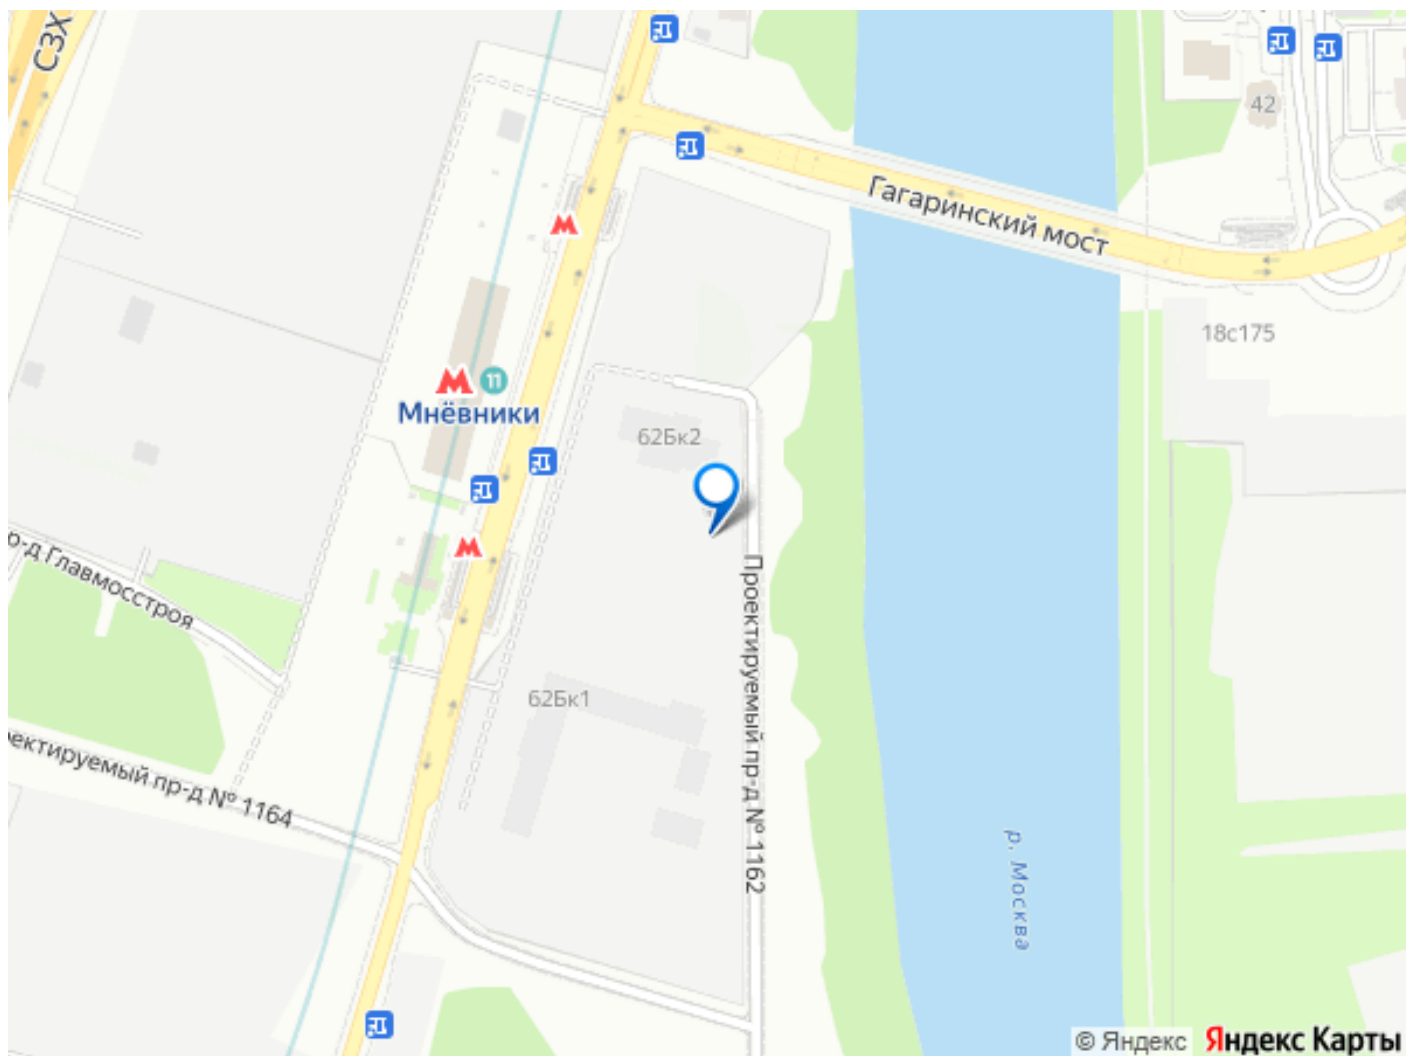 СЗХ
42
Гагаринский мост
18с175
М
М 11
Мнёвники
62Бк2
М
р-д Главмосстроя
Проектируемый пр-д № 1162
62Бк1
ректируемый пр-д № 1164
р. Москва
© Яндекс Яндекс Карты